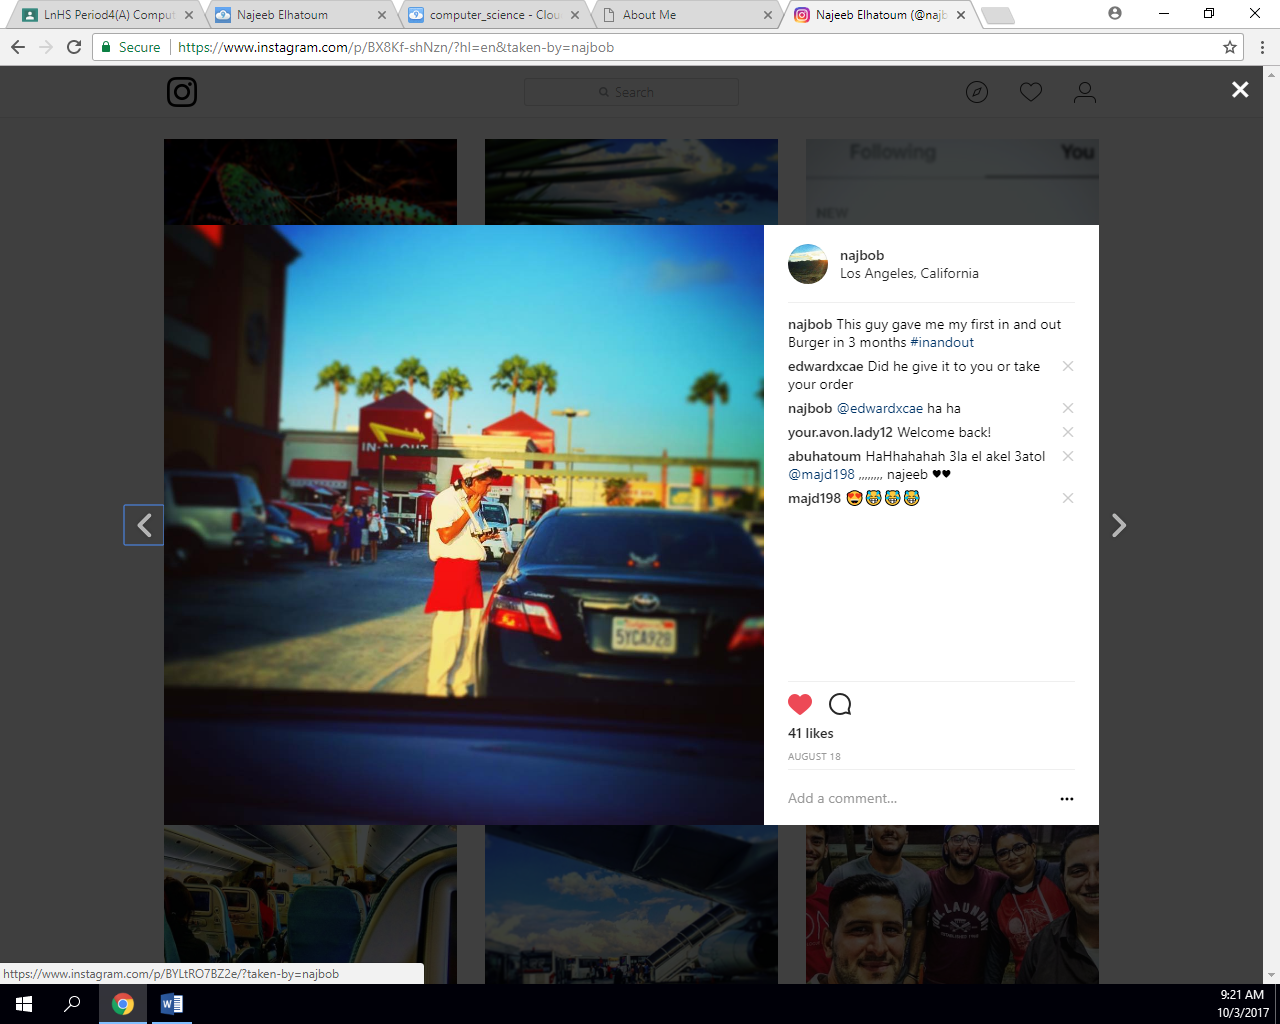 LnHS Period4(A) Comput
Najeeb Elhatoum
computer_science - Clou
About Me
Najeeb Elhatoum (@najb
Secure
https://www.instagram.com/p/BX8Kf-shNzn/?hl=en&taken-by=najbob
Search
Following You
NEW
najbob
Los Angeles, California
najbob This guy gave me my first in and out
Burger in 3 months #inandout
edwardxcae Did he give it to you or take
your order
najbob @edwardxcae ha ha
your.avon.lady12 Welcome back!
abuhatoum HaHhahahah 3la el akel 3atol
@majd198 ,,,,,,,, najeeb ♥♥
majd198 😍😹😹😹
IN-N-OUT
CAMRY
5YCA928
41 likes
AUGUST 18
Add a comment...
LAUNDRY
https://www.instagram.com/p/BYLtRO7BZ2e/?taken-by=najbob
9:21 AM
10/3/2017